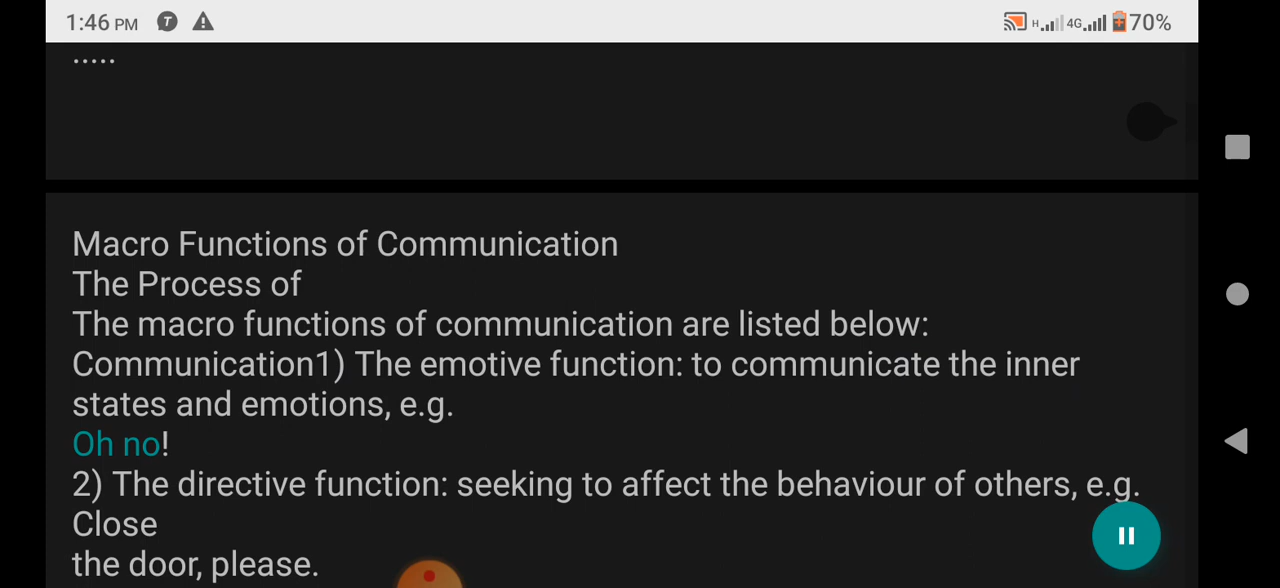 1:46 PM
H 4G 70%
.....
Macro Functions of Communication
The Process of
The macro functions of communication are listed below:
Communication1) The emotive function: to communicate the inner
states and emotions, e.g.
Oh no!
2) The directive function: seeking to affect the behaviour of others, e.g.
Close
the door, please.